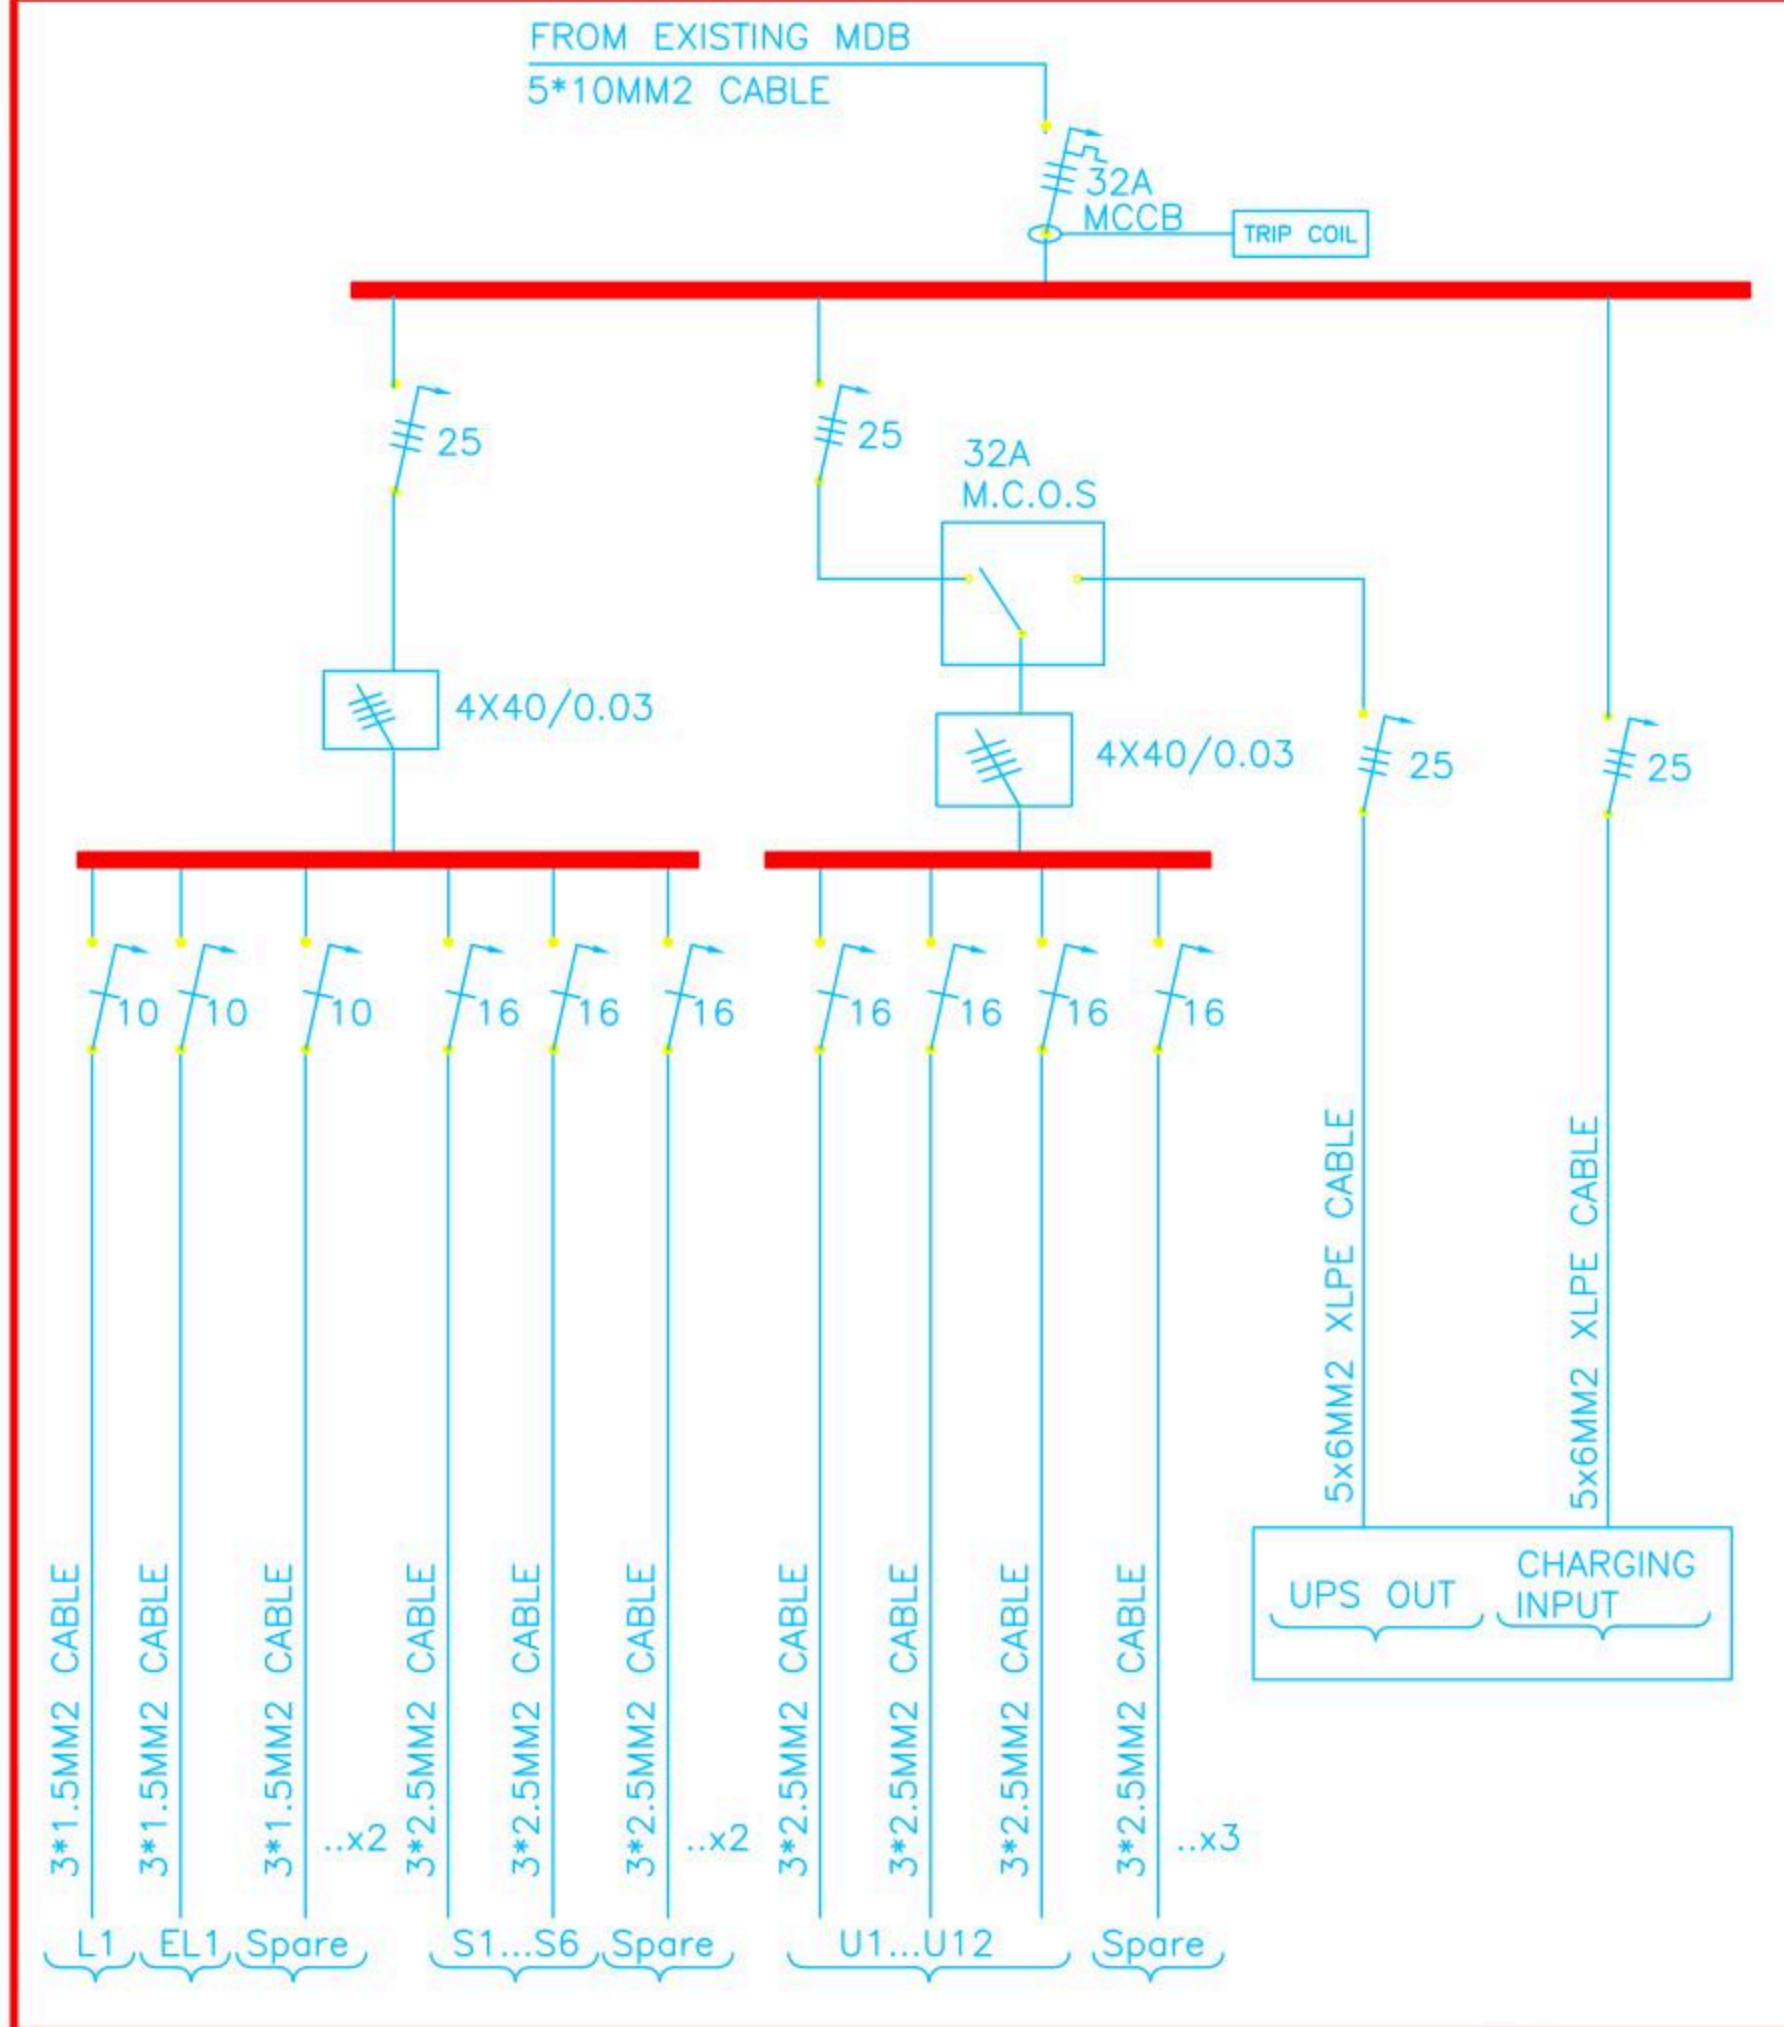 FROM EXISTING MDB
5*10MM2 CABLE
32A
MCCB
TRIP COIL
25
25
32A
M.C.O.S
4X40/0.03
4X40/0.03
25
25
10
10
10
16
16
16
16
16
16
16
5x6MM2 XLPE CABLE
5x6MM2 XLPE CABLE
UPS OUT
CHARGING
INPUT
3*1.5MM2 CABLE
3*1.5MM2 CABLE
3*1.5MM2 CABLE
..x2
3*2.5MM2 CABLE
3*2.5MM2 CABLE
3*2.5MM2 CABLE
..x2
3*2.5MM2 CABLE
3*2.5MM2 CABLE
3*2.5MM2 CABLE
3*2.5MM2 CABLE
..x3
L1
EL1
Spare
S1...S6
Spare
U1...U12
Spare